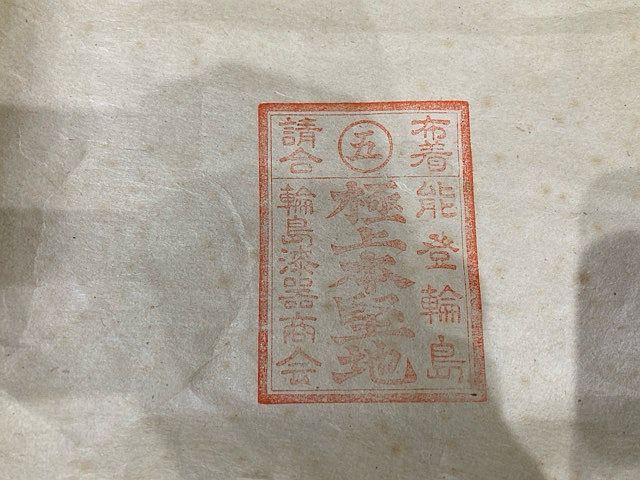 布着
㊄
請合
能登輪島
極上本堅地
輪島漆器商会